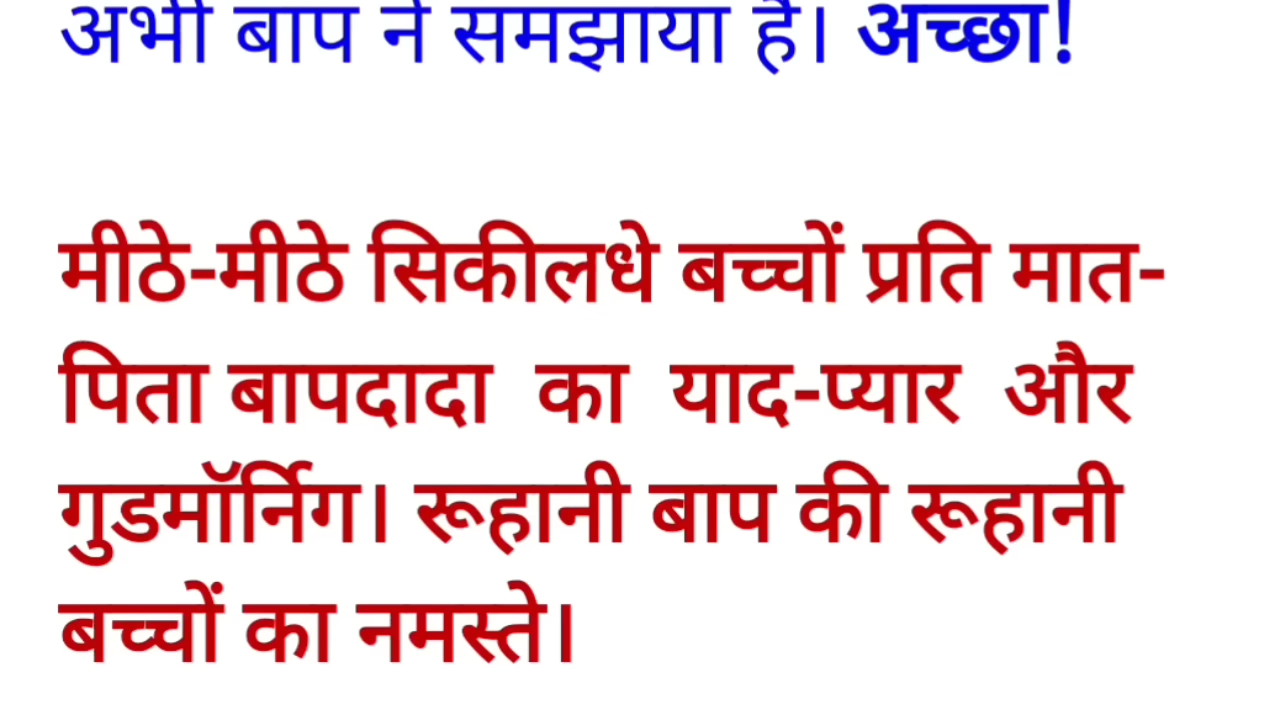 अभी बाप ने समझाया है। अच्छा!
मीठे-मीठे सिकीलधे बच्चों प्रति मात-
पिता बापदादा का याद-प्यार और
गुडमॉर्निग। रूहानी बाप की रूहानी
बच्चों का नमस्ते।